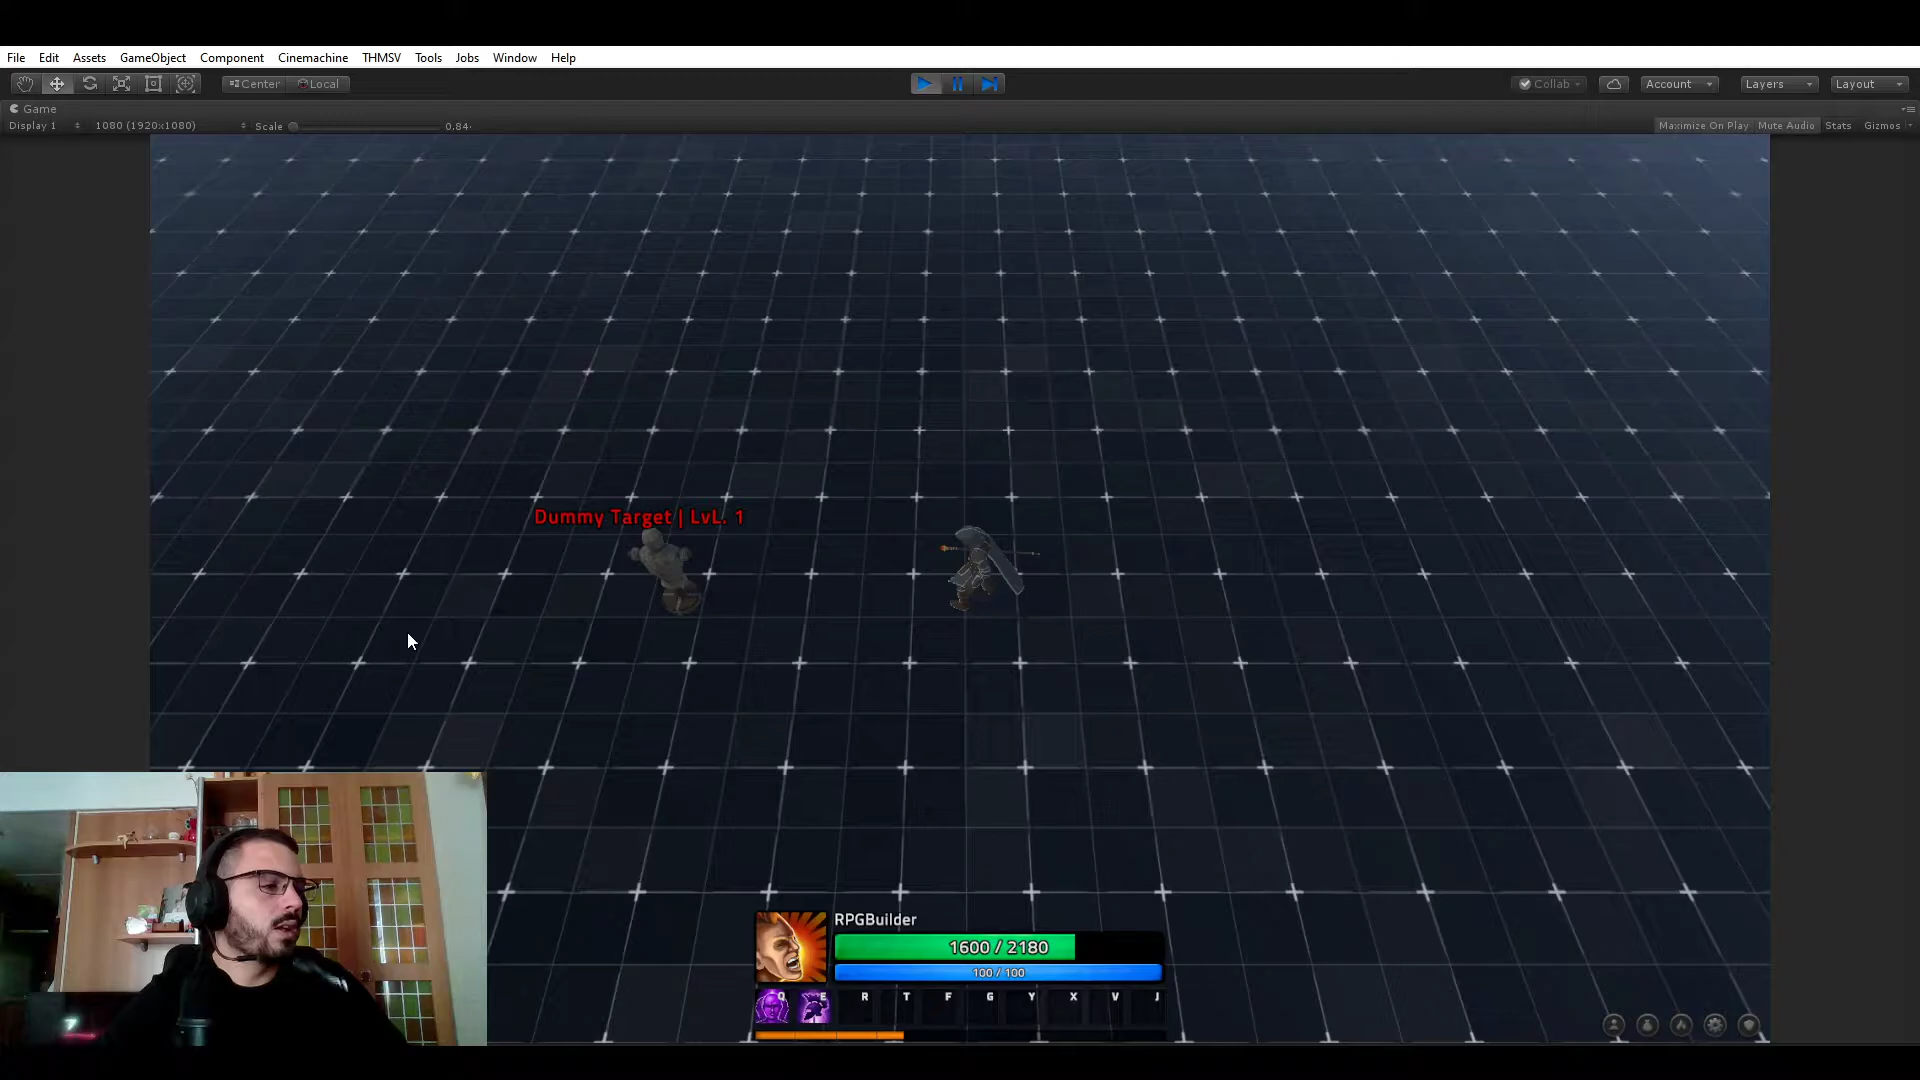 File Edit Assets GameObject Component Cinemachine THMSV Tools Jobs Window Help
Center Local Collab Account Layers Layout
Game
Display 1 1080 (1920x1080) Scale 0.84 Maximize On Play Mute Audio Stats Gizmos
Dummy Target | LvL. 1
RPGBuilder
1600 / 2180
100 / 100
Q E R T F G Y X V J